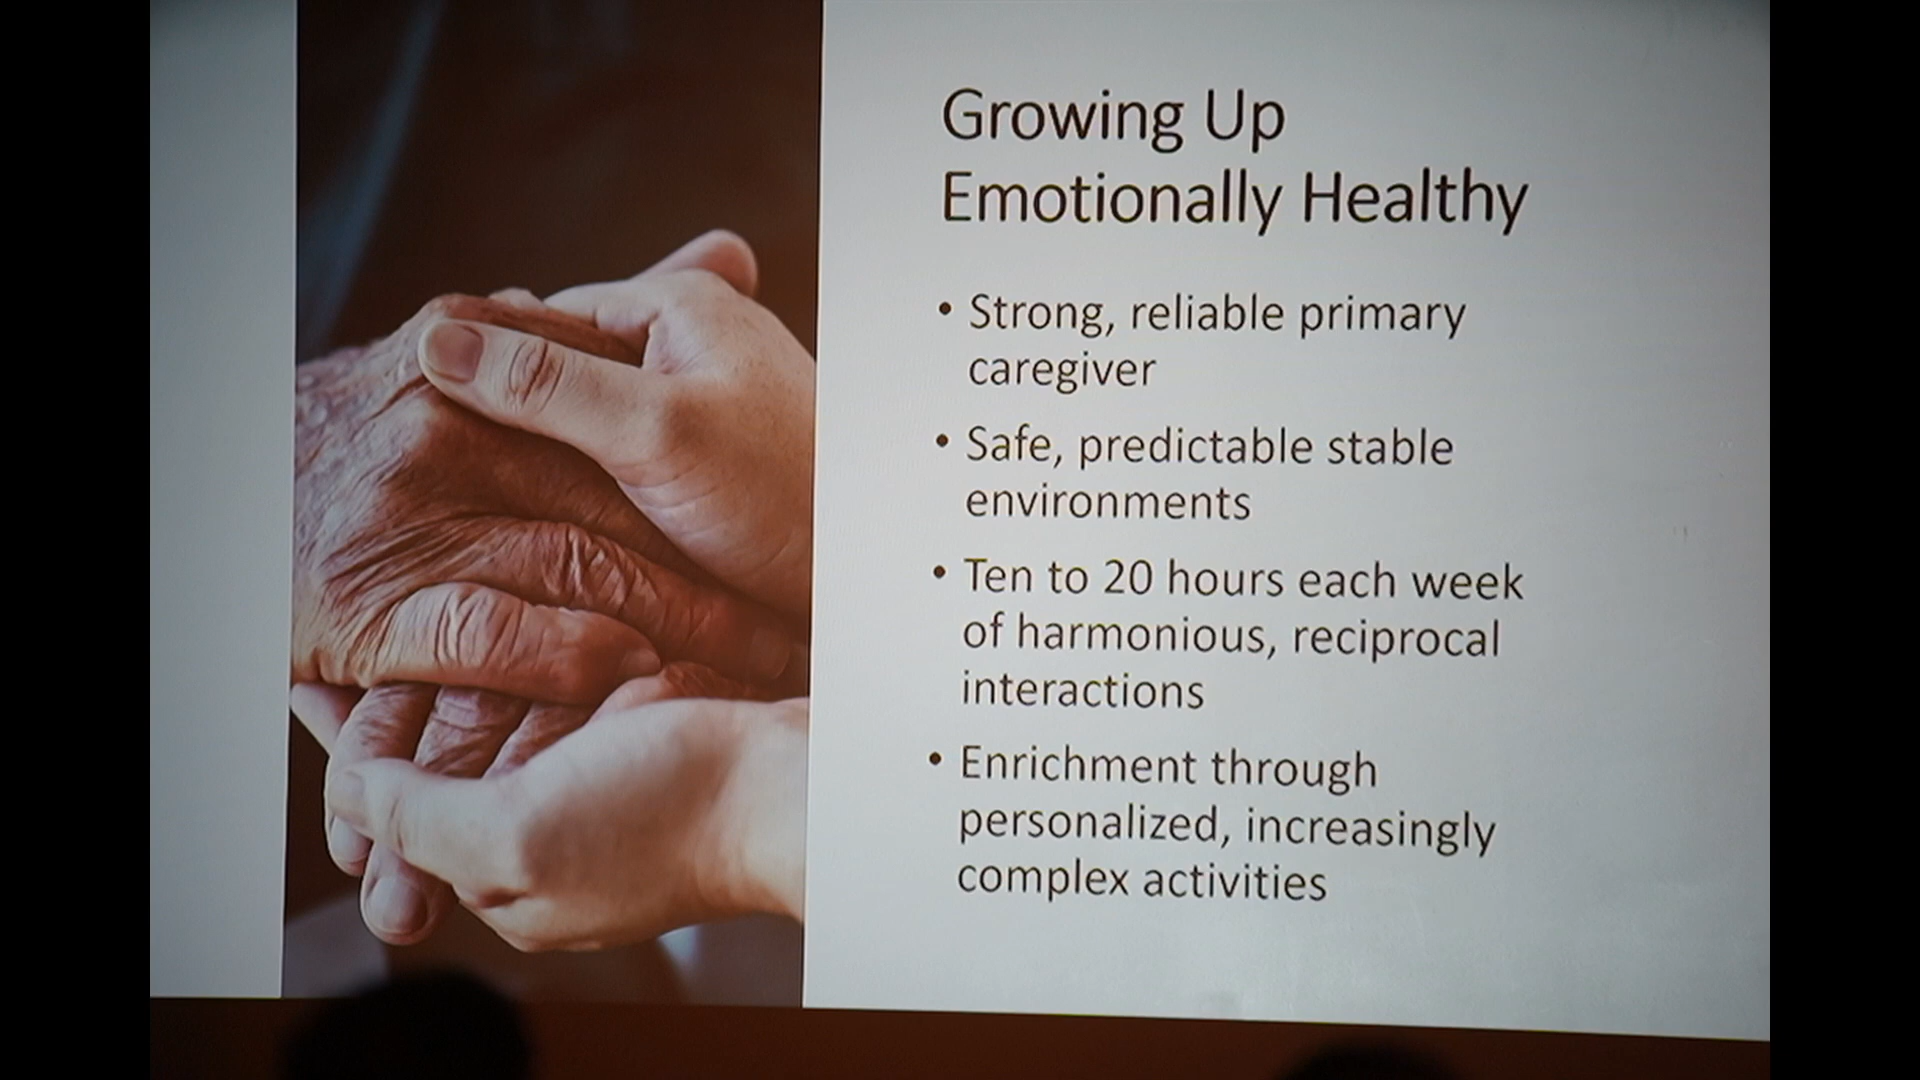 Growing Up
Emotionally Healthy
• Strong, reliable primary
caregiver
• Safe, predictable stable
environments
• Ten to 20 hours each week
of harmonious, reciprocal
interactions
• Enrichment through
personalized, increasingly
complex activities